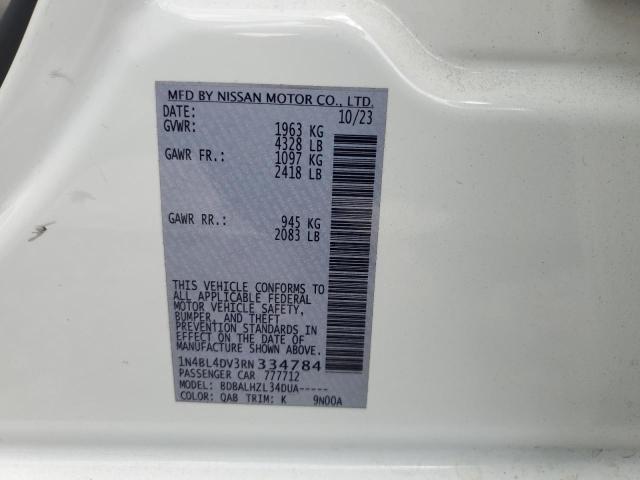 MFD BY NISSAN MOTOR CO., LTD.
DATE: 10/23
GVWR: 1963 KG
4328 LB
GAWR FR.: 1097 KG
2418 LB
GAWR RR.: 945 KG
2083 LB
THIS VEHICLE CONFORMS TO
ALL APPLICABLE FEDERAL
MOTOR VEHICLE SAFETY,
BUMPER, AND THEFT
PREVENTION STANDARDS IN
EFFECT ON THE DATE OF
MANUFACTURE SHOWN ABOVE.
1N4BL4DV3RN334784
PASSENGER CAR 777712
MODEL: BDBALHZL34DUA-----
COLOR: QAB TRIM: K 9N00A